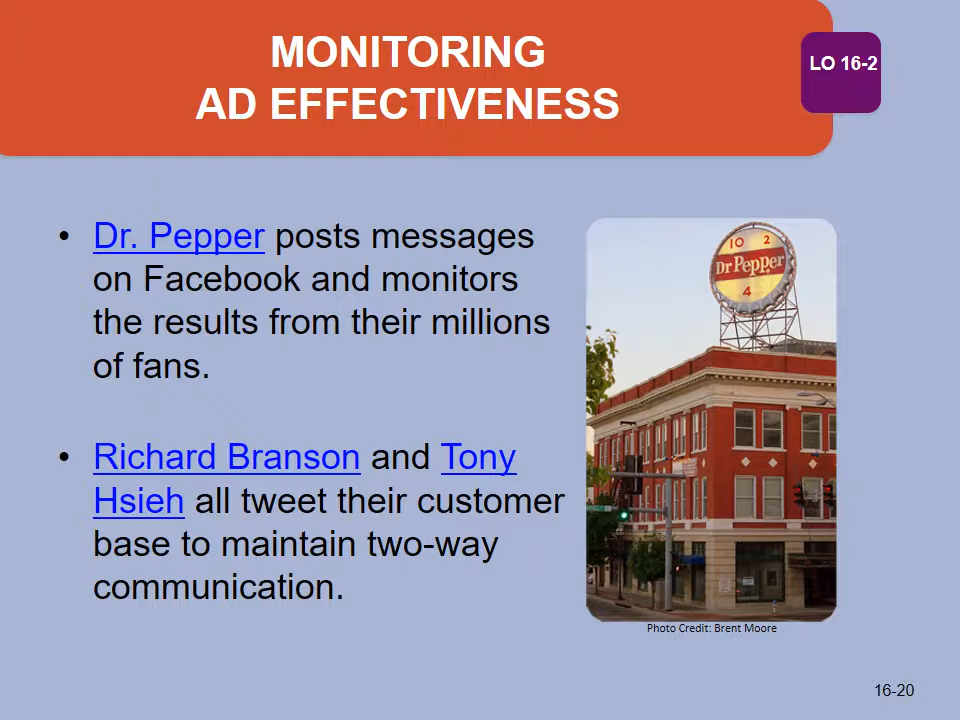 MONITORING
AD EFFECTIVENESS
LO 16-2
• Dr. Pepper posts messages
on Facebook and monitors
the results from their millions
of fans.
• Richard Branson and Tony
Hsieh all tweet their customer
base to maintain two-way
communication.
10 2
Dr Pepper
4
Photo Credit: Brent Moore
16-20